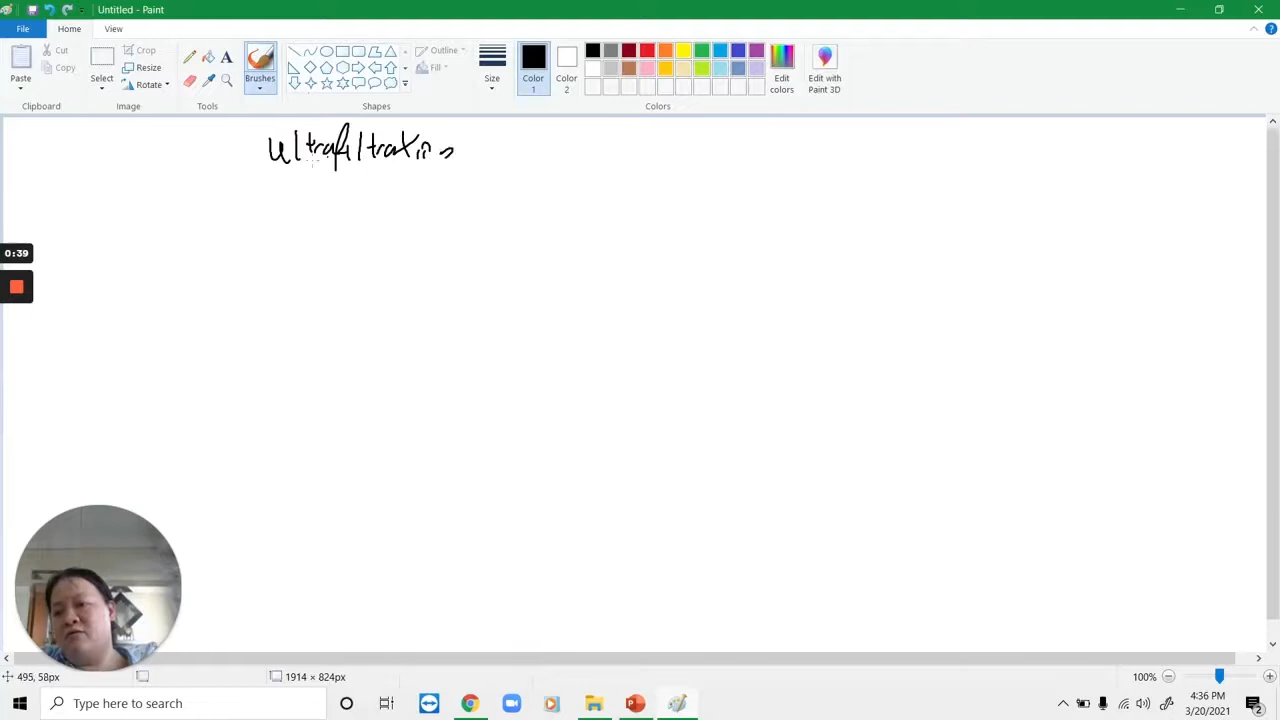 Untitled - Paint
File Home View
Cut Crop Outline
Paste Copy Select Resize Brushes Fill Size Color 1 Color 2 Edit colors Edit with Paint 3D
Rotate
Clipboard Image Tools Shapes Colors
Ultrafiltration
0:39
495, 58px 1914 × 824px 100%
Type here to search 4:36 PM
3/20/2021 2